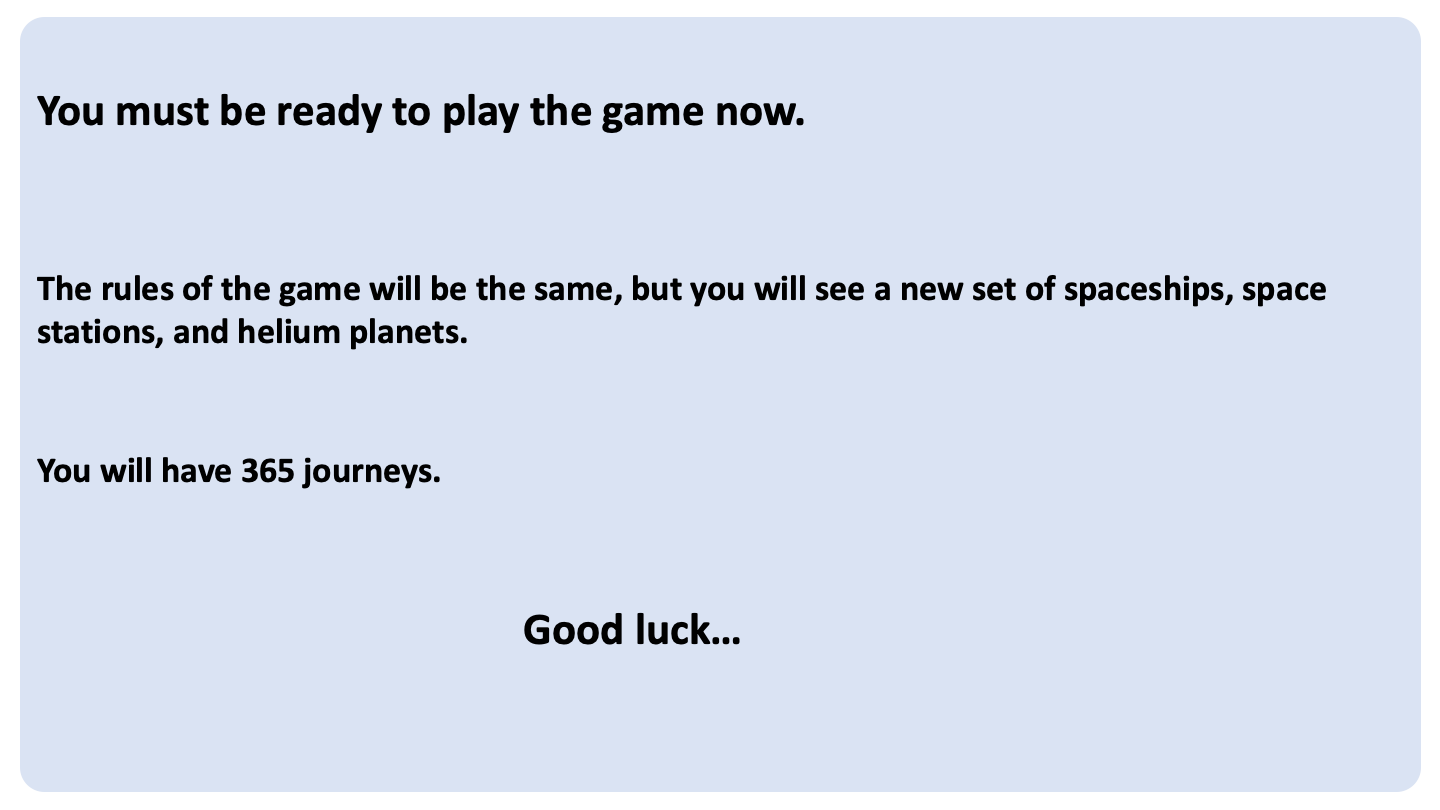 You must be ready to play the game now.
The rules of the game will be the same, but you will see a new set of spaceships, space
stations, and helium planets.
You will have 365 journeys.
Good luck…